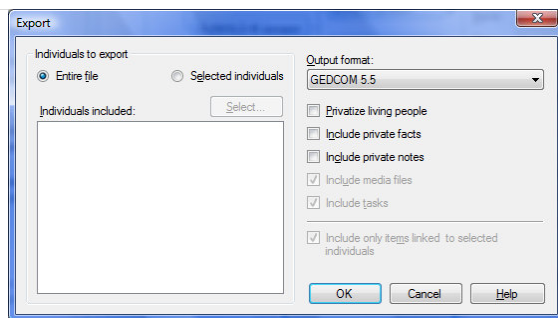 Export
Individuals to export
Entire file
Selected individuals
Individuals included:
Select...
Output format:
GEDCOM 5.5
Privatize living people
Include private facts
Include private notes
Include media files
Include tasks
Include only items linked to selected
individuals
OK
Cancel
Help